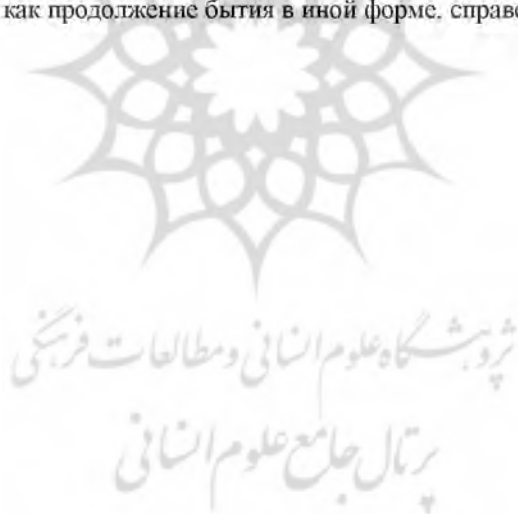 как продолжение бытия в иной форме, справе
پژوهشگاه علوم انسانی و مطالعات فرهنگی
پرتال جامع علوم انسانی